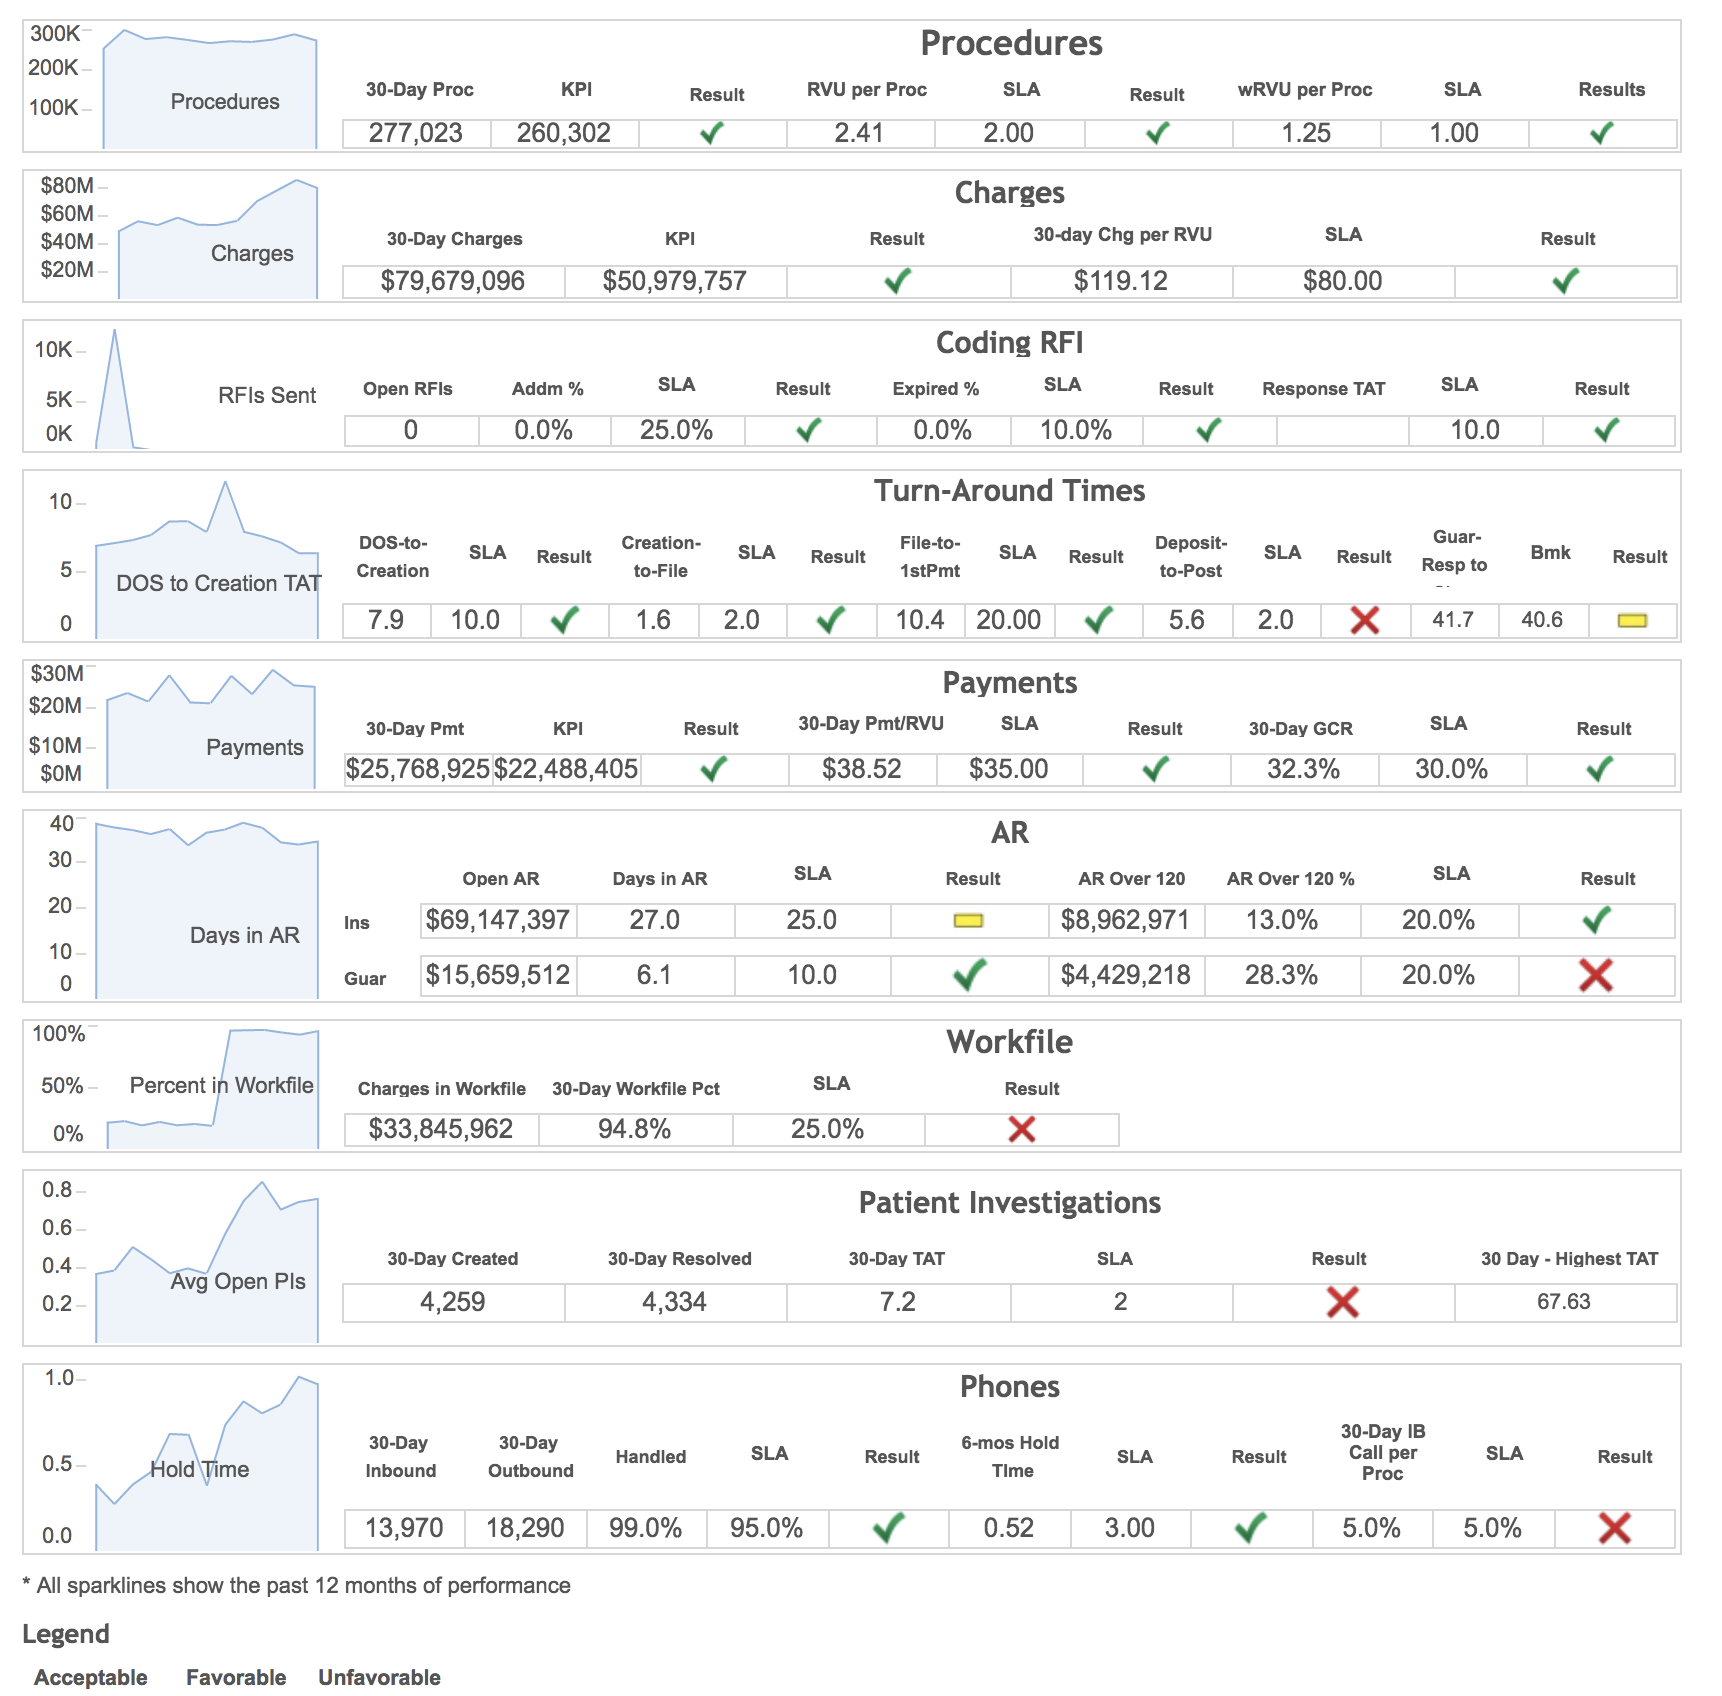 Procedures
300K
200K
100K
Procedures
30-Day Proc KPI Result RVU per Proc SLA Result wRVU per Proc SLA Results
277,023 260,302 2.41 2.00 1.25 1.00
Charges
$80M
$60M
$40M
$20M
Charges
30-Day Charges KPI Result 30-day Chg per RVU SLA Result
$79,679,096 $50,979,757 $119.12 $80.00
Coding RFI
10K
5K
0K
RFIs Sent
Open RFIs Addm % SLA Result Expired % SLA Result Response TAT SLA Result
0 0.0% 25.0% 0.0% 10.0% 10.0
Turn-Around Times
10
5
0
DOS to Creation TAT
DOS-to-Creation SLA Result Creation-to-File SLA Result File-to-1stPmt SLA Result Deposit-to-Post SLA Result Guar-Resp to Bmk Result
7.9 10.0 1.6 2.0 10.4 20.00 5.6 2.0 41.7 40.6
Payments
$30M
$20M
$10M
$0M
Payments
30-Day Pmt KPI Result 30-Day Pmt/RVU SLA Result 30-Day GCR SLA Result
$25,768,925 $22,488,405 $38.52 $35.00 32.3% 30.0%
AR
40
30
20
10
0
Days in AR
Open AR Days in AR SLA Result AR Over 120 AR Over 120 % SLA Result
Ins $69,147,397 27.0 25.0 $8,962,971 13.0% 20.0%
Guar $15,659,512 6.1 10.0 $4,429,218 28.3% 20.0%
Workfile
100%
50%
0%
Percent in Workfile
Charges in Workfile 30-Day Workfile Pct SLA Result
$33,845,962 94.8% 25.0%
Patient Investigations
0.8
0.6
0.4
0.2
Avg Open PIs
30-Day Created 30-Day Resolved 30-Day TAT SLA Result 30 Day - Highest TAT
4,259 4,334 7.2 2 67.63
Phones
1.0
0.5
0.0
Hold Time
30-Day Inbound 30-Day Outbound Handled SLA Result 6-mos Hold TIme SLA Result 30-Day IB Call per Proc SLA Result
13,970 18,290 99.0% 95.0% 0.52 3.00 5.0% 5.0%
* All sparklines show the past 12 months of performance
Legend
Acceptable Favorable Unfavorable